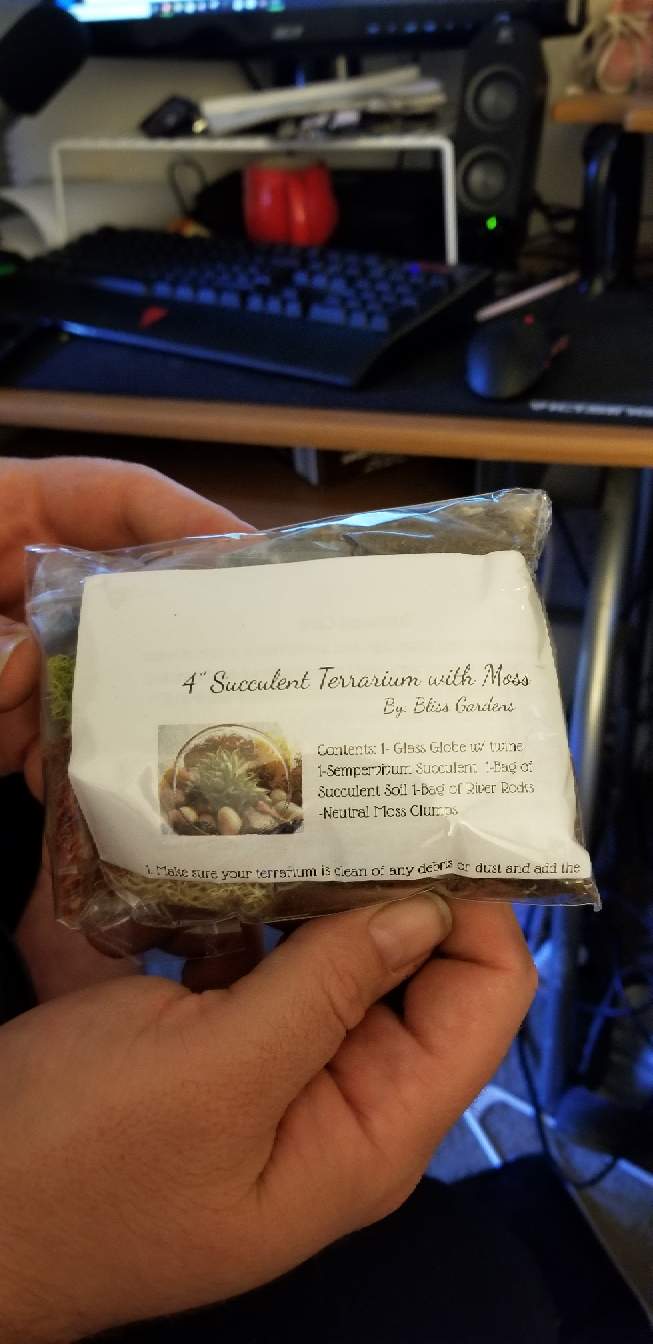 acer
4" Succulent Terrarium with Moss
By: Bliss Gardens
Contents: 1- Glass Globe w/ twine
1-Sempervivum Succulent 1-Bag of
Succulent Soil 1-Bag of River Rocks
-Neutral Moss Clumps
1. Make sure your terrarium is clean of any debris or dust and add the